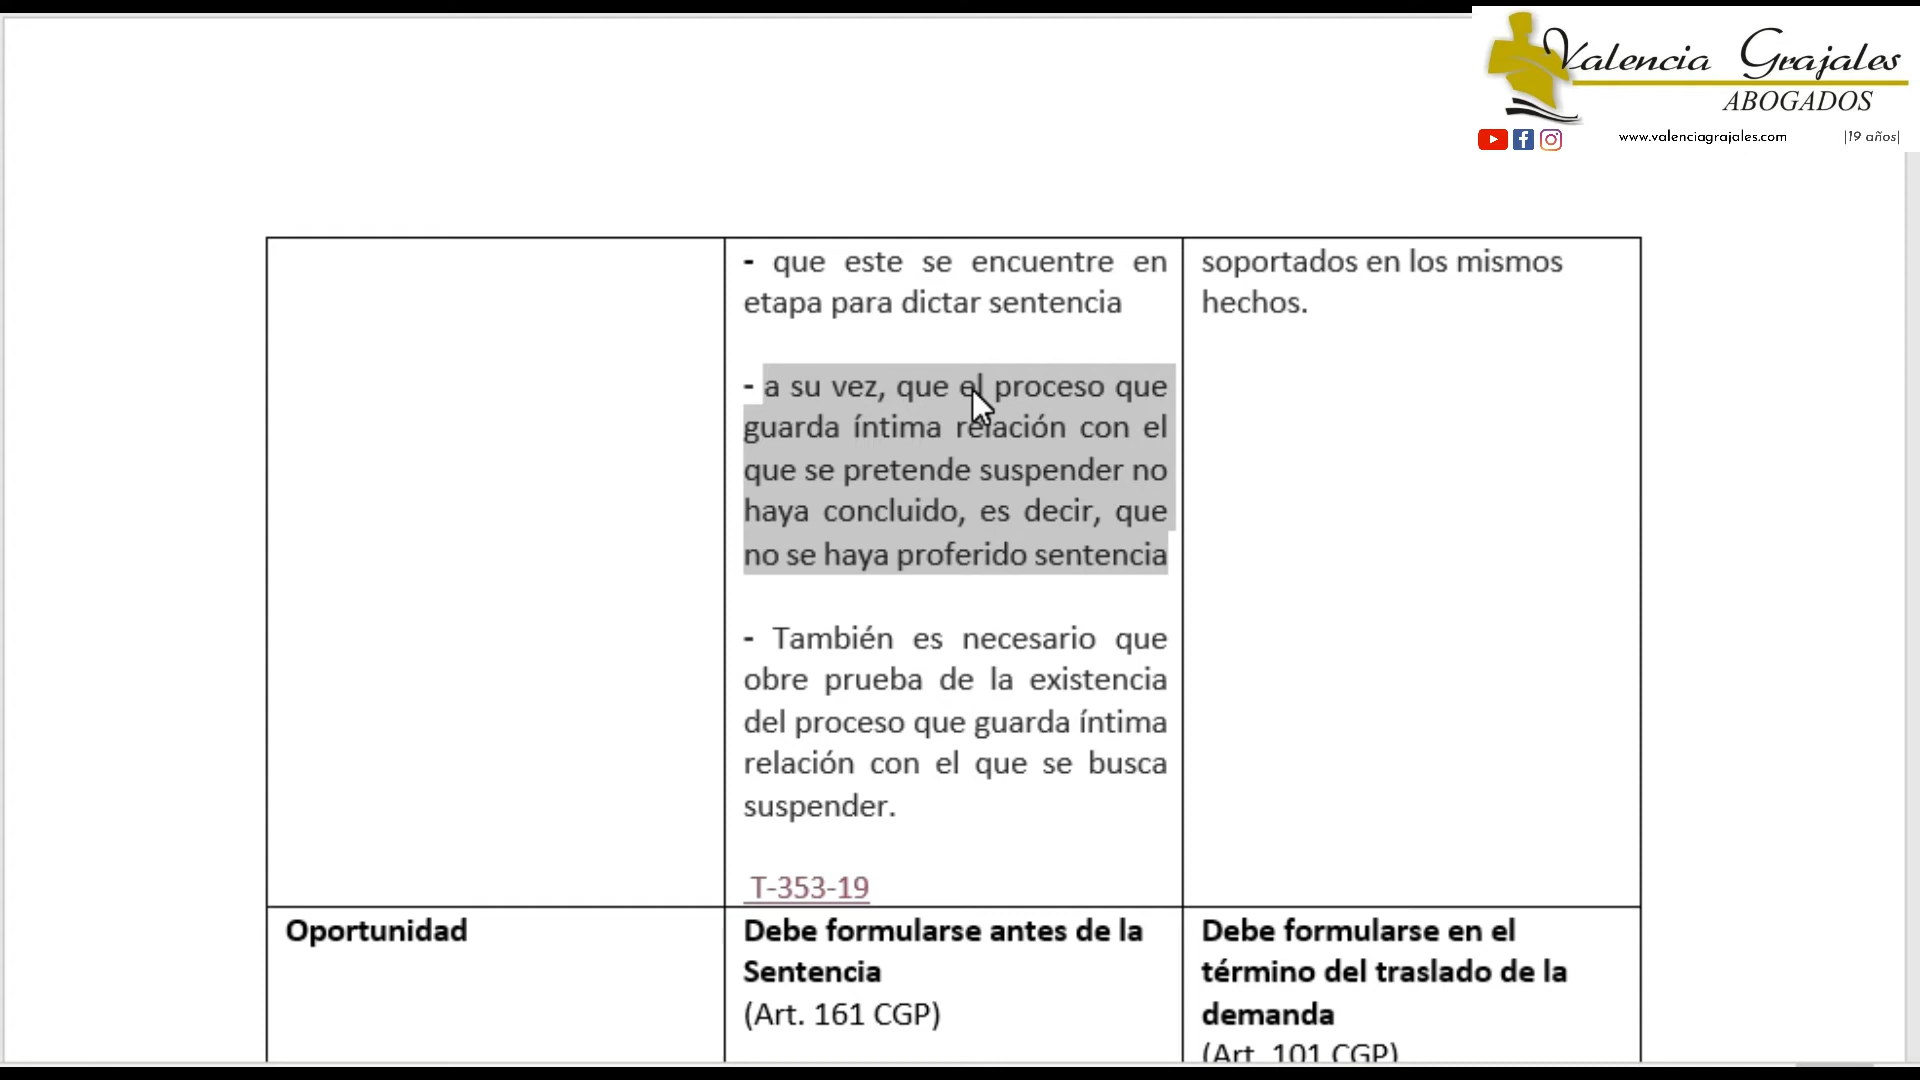 Valencia Grajales
ABOGADOS
www.valenciagrajales.com |19 años|
- que este se encuentre en
etapa para dictar sentencia
- a su vez, que el proceso que
guarda íntima relación con el
que se pretende suspender no
haya concluido, es decir, que
no se haya proferido sentencia
- También es necesario que
obre prueba de la existencia
del proceso que guarda íntima
relación con el que se busca
suspender.
T-353-19
soportados en los mismos
hechos.
Oportunidad
Debe formularse antes de la
Sentencia
(Art. 161 CGP)
Debe formularse en el
término del traslado de la
demanda
(Art. 101 CGP)